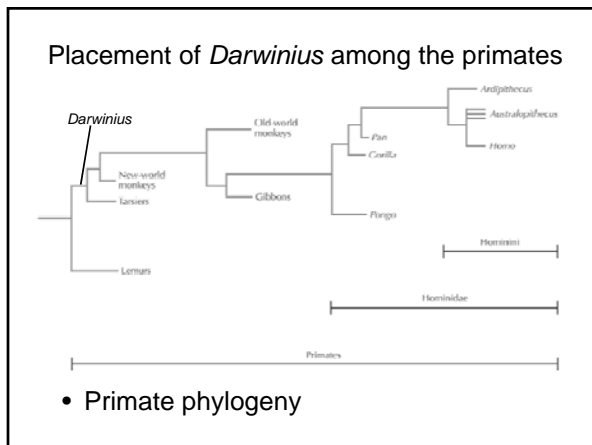 Placement of Darwinius among the primates
Ardipithecus
Darwinius
Australopithecus
Old-world
monkeys
Pan
Homo
Gorilla
New-world
monkeys
Gibbons
Tarsiers
Pongo
Hominini
Lemurs
Hominidae
Primates
• Primate phylogeny